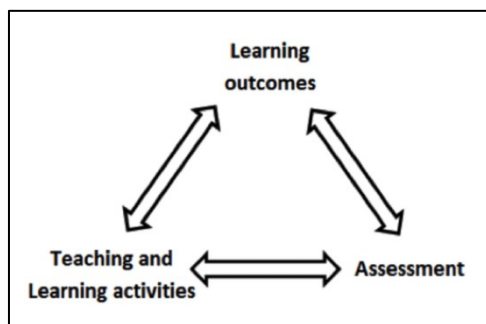 Learning
outcomes
Teaching and
Learning activities
Assessment